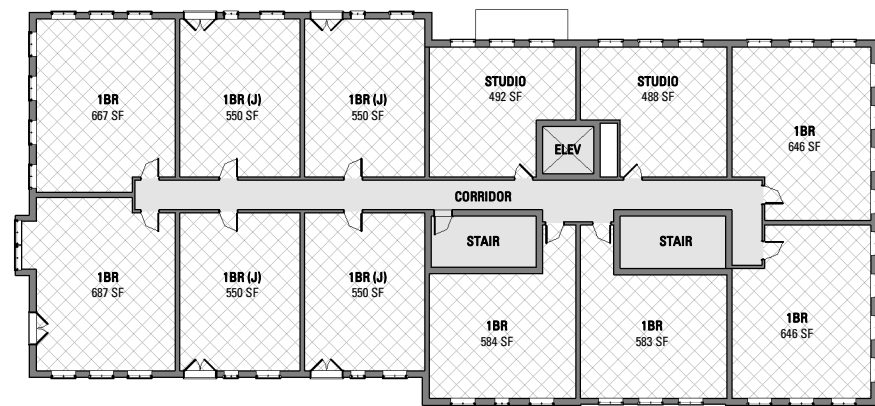 1BR
667 SF
1BR (J)
550 SF
1BR (J)
550 SF
STUDIO
492 SF
STUDIO
488 SF
1BR
646 SF
ELEV
CORRIDOR
STAIR
STAIR
1BR
687 SF
1BR (J)
550 SF
1BR (J)
550 SF
1BR
584 SF
1BR
583 SF
1BR
646 SF